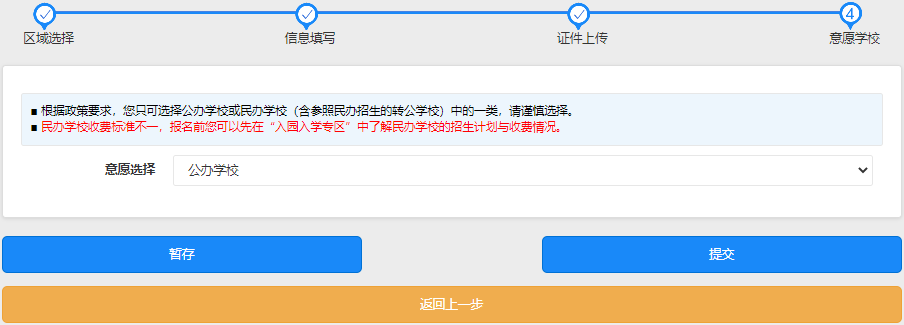 4
区域选择
信息填写
证件上传
意愿学校
■ 根据政策要求，您只可选择公办学校或民办学校（含参照民办招生的转公学校）中的一类，请谨慎选择。
■ 民办学校收费标准不一，报名前您可以先在“入园入学专区”中了解民办学校的招生计划与收费情况。
意愿选择
公办学校
暂存
提交
返回上一步